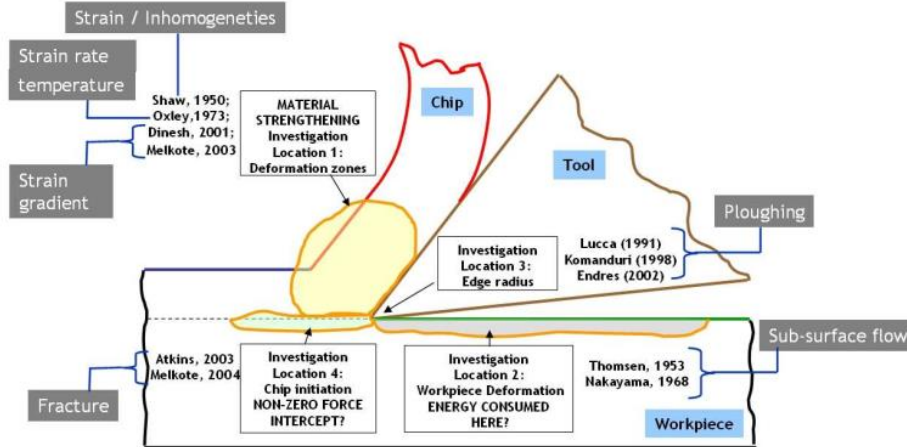 Strain / Inhomogeneties
Strain rate
temperature
Shaw, 1950;
Oxley,1973;
Dinesh, 2001;
Melkote, 2003
Strain
gradient
MATERIAL
STRENGTHENING
Investigation
Location 1:
Deformation zones
Chip
Tool
Ploughing
Lucca (1991)
Komanduri (1998)
Endres (2002)
Investigation
Location 3:
Edge radius
Sub-surface flow
Atkins, 2003
Melkote, 2004
Fracture
Investigation
Location 4:
Chip initiation
NON-ZERO FORCE
INTERCEPT?
Investigation
Location 2:
Workpiece Deformation
ENERGY CONSUMED
HERE?
Thomsen, 1953
Nakayama, 1968
Workpiece